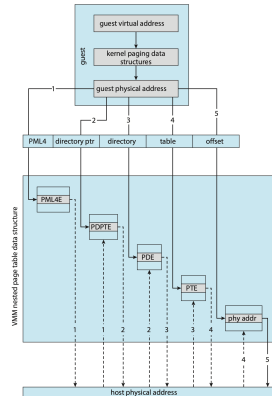 guest virtual address
kernel paging data
structures
guest physical address
guest
1
2
3
4
5
PML4 directory ptr directory table offset
VMM nested page table data structure
PML4E
PDPTE
PDE
PTE
phy addr
1 1 2 2 3 3 4 4 5
host physical address